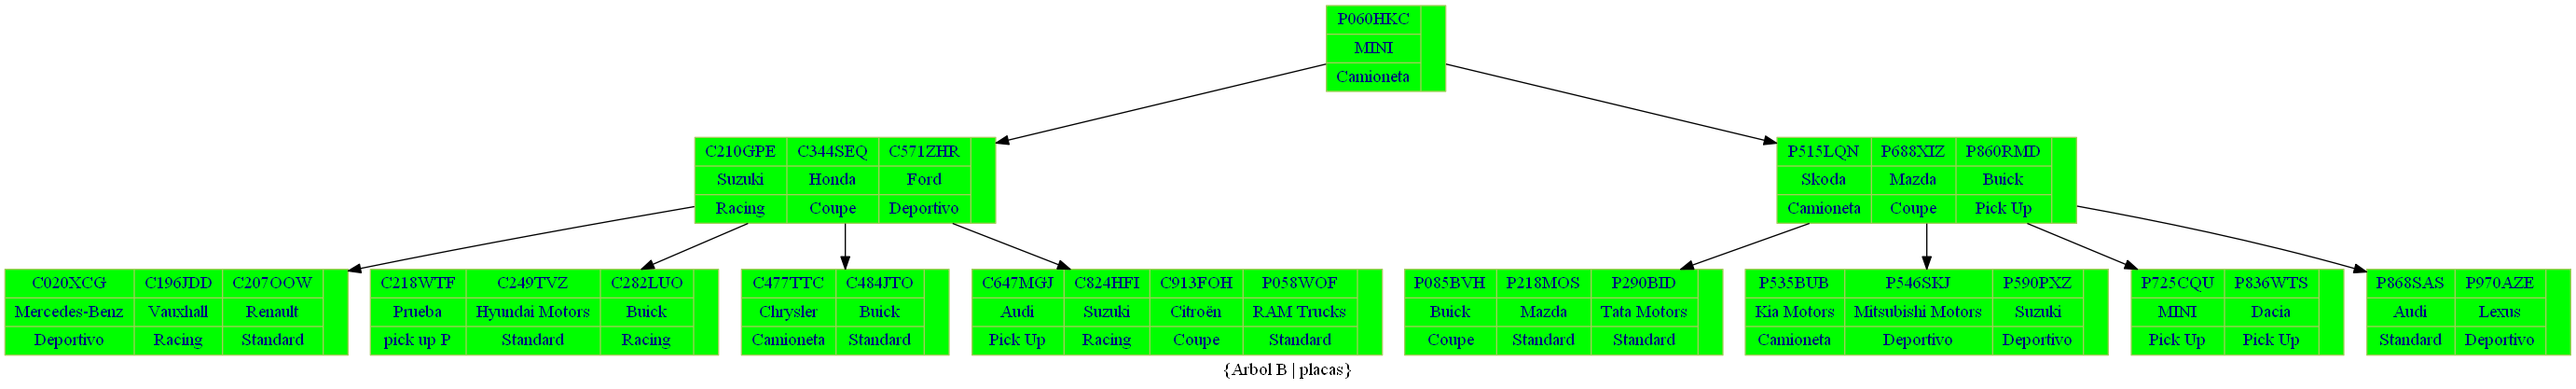 P060HKC
MINI
Camioneta
C210GPE C344SEQ C571ZHR
Suzuki Honda Ford
Racing Coupe Deportivo
P515LQN P688XIZ P860RMD
Skoda Mazda Buick
Camioneta Coupe Pick Up
C020XCG C196JDD C207OOW
Mercedes-Benz Vauxhall Renault
Deportivo Racing Standard
C218WTF C249TVZ C282LUO
Prueba Hyundai Motors Buick
pick up P Standard Racing
C477TTC C484JTO
Chrysler Buick
Camioneta Standard
C647MGJ C824HFI C913FOH P058WOF
Audi Suzuki Citroën RAM Trucks
Pick Up Racing Coupe Standard
P085BVH P218MOS P290BID
Buick Mazda Tata Motors
Coupe Standard Standard
P535BUB P546SKJ P590PXZ
Kia Motors Mitsubishi Motors Suzuki
Camioneta Deportivo Deportivo
P725CQU P836WTS
MINI Dacia
Pick Up Pick Up
P868SAS P970AZE
Audi Lexus
Standard Deportivo
{Arbol B | placas}